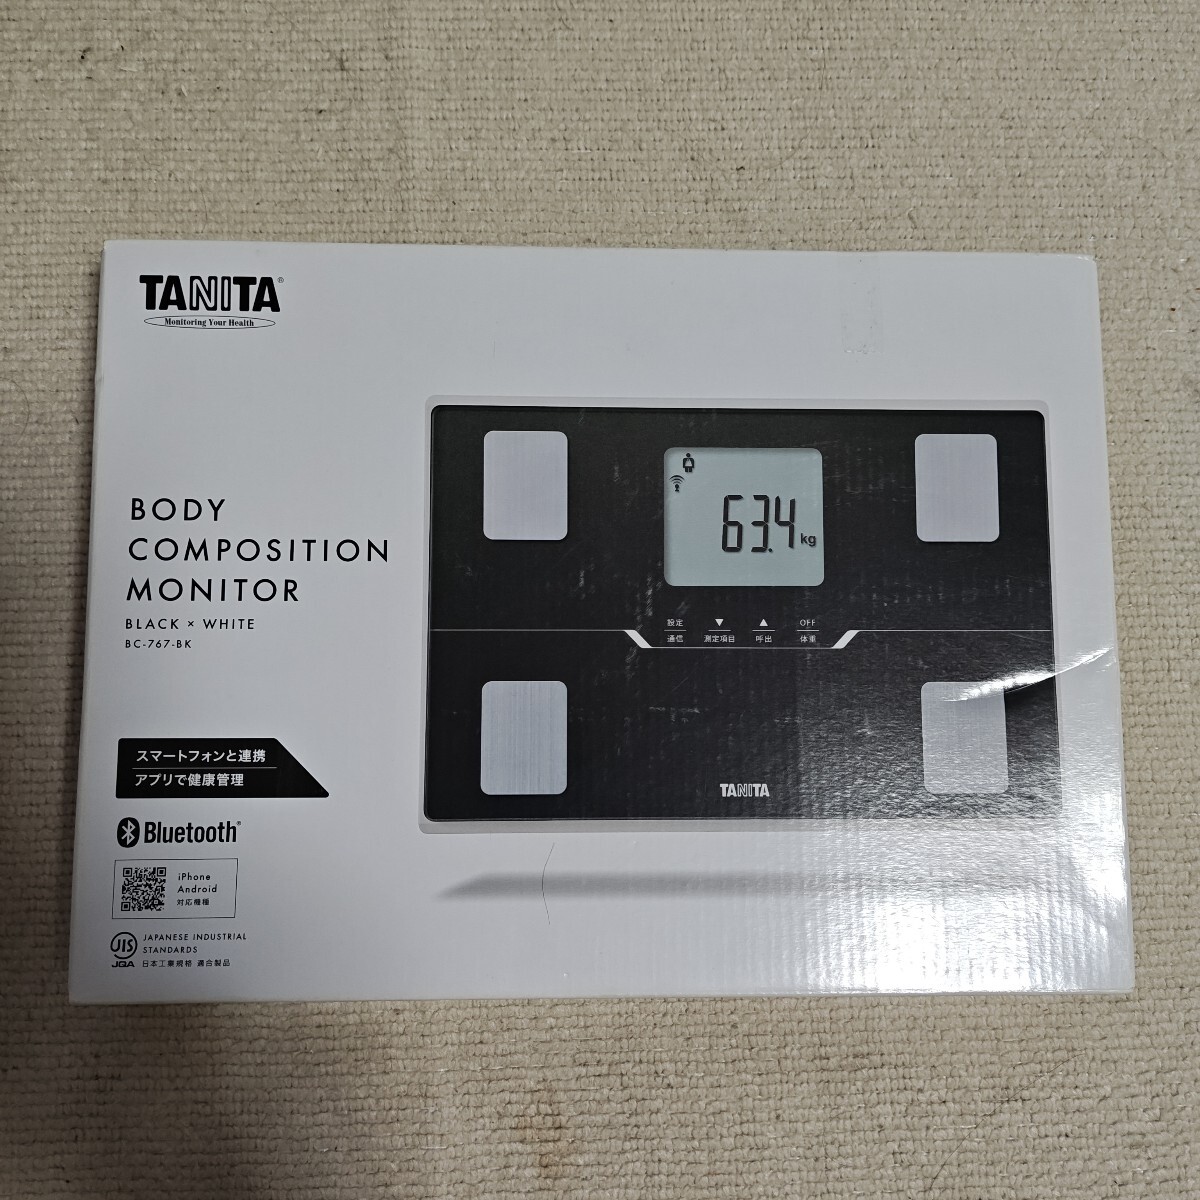 TANITA®
Monitoring Your Health
BODY
COMPOSITION
MONITOR
BLACK × WHITE
BC-767-BK
スマートフォンと連携
アプリで健康管理
Bluetooth®
iPhone
Android
対応機種
JIS
JQA
JAPANESE INDUSTRIAL
STANDARDS
日本工業規格 適合製品
63.4 kg
設定 ▼ ▲ OFF
通信 測定項目 呼出 体重
TANITA